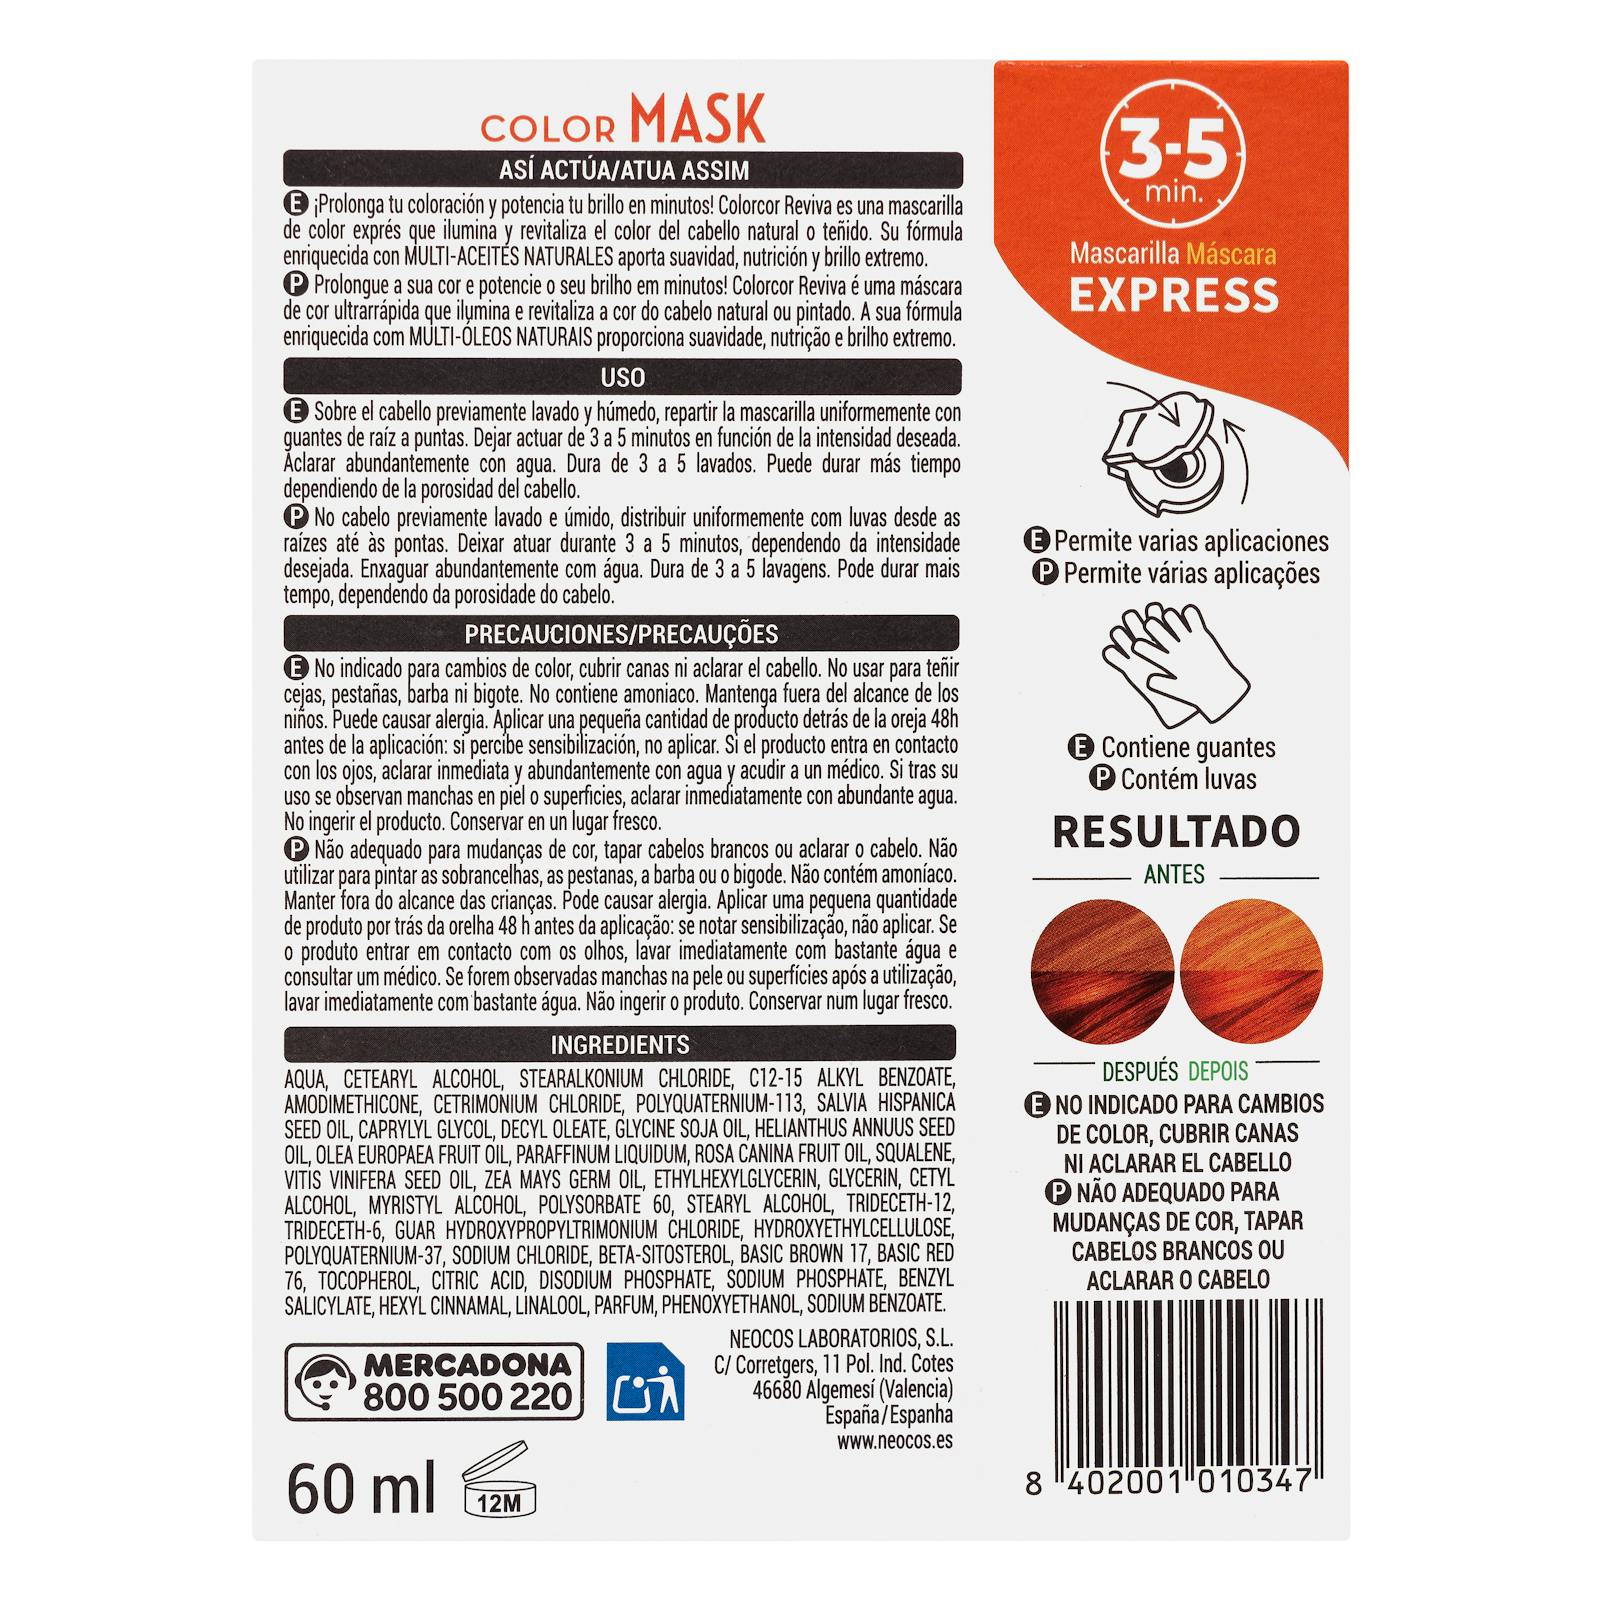 COLOR MASK
ASÍ ACTÚA/ATUA ASSIM
E ¡Prolonga tu coloración y potencia tu brillo en minutos! Colorcor Reviva es una mascarilla
de color exprés que ilumina y revitaliza el color del cabello natural o teñido. Su fórmula
enriquecida con MULTI-ACEITES NATURALES aporta suavidad, nutrición y brillo extremo.
P Prolongue a sua cor e potencie o seu brilho em minutos! Colorcor Reviva é uma máscara
de cor ultrarrápida que ilumina e revitaliza a cor do cabelo natural ou pintado. A sua fórmula
enriquecida com MULTI-ÓLEOS NATURAIS proporciona suavidade, nutrição e brilho extremo.
USO
E Sobre el cabello previamente lavado y húmedo, repartir la mascarilla uniformemente con
guantes de raíz a puntas. Dejar actuar de 3 a 5 minutos en función de la intensidad deseada.
Aclarar abundantemente con agua. Dura de 3 a 5 lavados. Puede durar más tiempo
dependiendo de la porosidad del cabello.
P No cabelo previamente lavado e úmido, distribuir uniformemente com luvas desde as
raízes até às pontas. Deixar atuar durante 3 a 5 minutos, dependendo da intensidade
desejada. Enxaguar abundantemente com água. Dura de 3 a 5 lavagens. Pode durar mais
tempo, dependendo da porosidade do cabelo.
PRECAUCIONES/PRECAUÇÕES
E No indicado para cambios de color, cubrir canas ni aclarar el cabello. No usar para teñir
cejas, pestañas, barba ni bigote. No contiene amoniaco. Mantenga fuera del alcance de los
niños. Puede causar alergia. Aplicar una pequeña cantidad de producto detrás de la oreja 48h
antes de la aplicación: si percibe sensibilización, no aplicar. Si el producto entra en contacto
con los ojos, aclarar inmediata y abundantemente con agua y acudir a un médico. Si tras su
uso se observan manchas en piel o superficies, aclarar inmediatamente con abundante agua.
No ingerir el producto. Conservar en un lugar fresco.
P Não adequado para mudanças de cor, tapar cabelos brancos ou aclarar o cabelo. Não
utilizar para pintar as sobrancelhas, as pestanas, a barba ou o bigode. Não contém amoníaco.
Manter fora do alcance das crianças. Pode causar alergia. Aplicar uma pequena quantidade
de produto por trás da orelha 48 h antes da aplicação: se notar sensibilização, não aplicar. Se
o produto entrar em contacto com os olhos, lavar imediatamente com bastante água e
consultar um médico. Se forem observadas manchas na pele ou superfícies após a utilização,
lavar imediatamente com bastante água. Não ingerir o produto. Conservar num lugar fresco.
INGREDIENTS
AQUA, CETEARYL ALCOHOL, STEARALKONIUM CHLORIDE, C12-15 ALKYL BENZOATE,
AMODIMETHICONE, CETRIMONIUM CHLORIDE, POLYQUATERNIUM-113, SALVIA HISPANICA
SEED OIL, CAPRYLYL GLYCOL, DECYL OLEATE, GLYCINE SOJA OIL, HELIANTHUS ANNUUS SEED
OIL, OLEA EUROPAEA FRUIT OIL, PARAFFINUM LIQUIDUM, ROSA CANINA FRUIT OIL, SQUALENE,
VITIS VINIFERA SEED OIL, ZEA MAYS GERM OIL, ETHYLHEXYLGLYCERIN, GLYCERIN, CETYL
ALCOHOL, MYRISTYL ALCOHOL, POLYSORBATE 60, STEARYL ALCOHOL, TRIDECETH-12,
TRIDECETH-6, GUAR HYDROXYPROPYLTRIMONIUM CHLORIDE, HYDROXYETHYLCELLULOSE,
POLYQUATERNIUM-37, SODIUM CHLORIDE, BETA-SITOSTEROL, BASIC BROWN 17, BASIC RED
76, TOCOPHEROL, CITRIC ACID, DISODIUM PHOSPHATE, SODIUM PHOSPHATE, BENZYL
SALICYLATE, HEXYL CINNAMAL, LINALOOL, PARFUM, PHENOXYETHANOL, SODIUM BENZOATE.
MERCADONA
800 500 220
NEOCOS LABORATORIOS, S.L.
C/ Corretgers, 11 Pol. Ind. Cotes
46680 Algemesí (Valencia)
España/Espanha
www.neocos.es
60 ml
12M
3-5
min.
Mascarilla Máscara
EXPRESS
E Permite varias aplicaciones
P Permite várias aplicações
E Contiene guantes
P Contém luvas
RESULTADO
ANTES
DESPUÉS DEPOIS
E NO INDICADO PARA CAMBIOS
DE COLOR, CUBRIR CANAS
NI ACLARAR EL CABELLO
P NÃO ADEQUADO PARA
MUDANÇAS DE COR, TAPAR
CABELOS BRANCOS OU
ACLARAR O CABELO
8 402001 010347